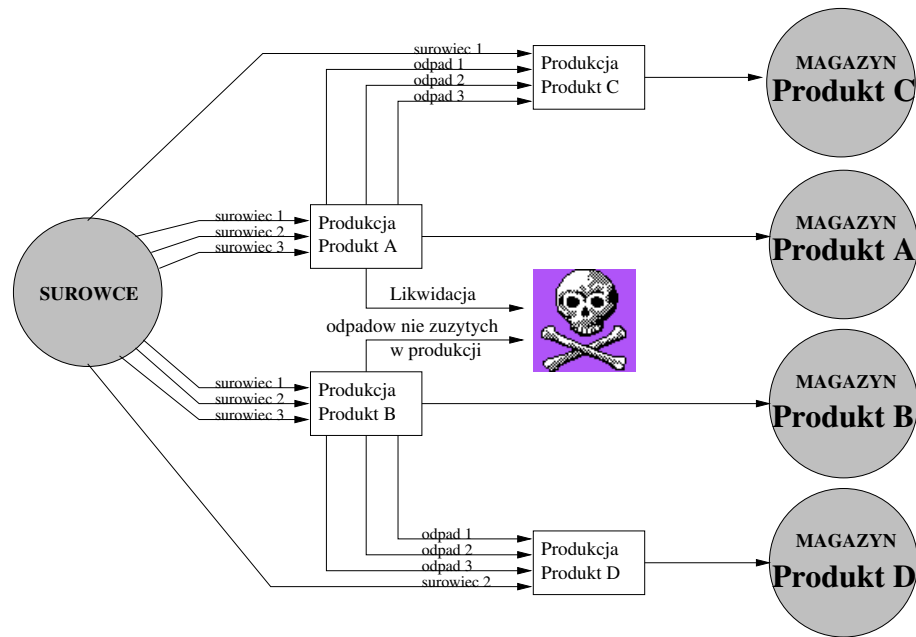 surowiec 1
odpad 1
odpad 2
odpad 3
Produkcja
Produkt C
MAGAZYN
Produkt C
surowiec 1
surowiec 2
surowiec 3
Produkcja
Produkt A
MAGAZYN
Produkt A
SUROWCE
Likwidacja
odpadow nie zuzytych
w produkcji
surowiec 1
surowiec 2
surowiec 3
Produkcja
Produkt B
MAGAZYN
Produkt B
odpad 1
odpad 2
odpad 3
surowiec 2
Produkcja
Produkt D
MAGAZYN
Produkt D